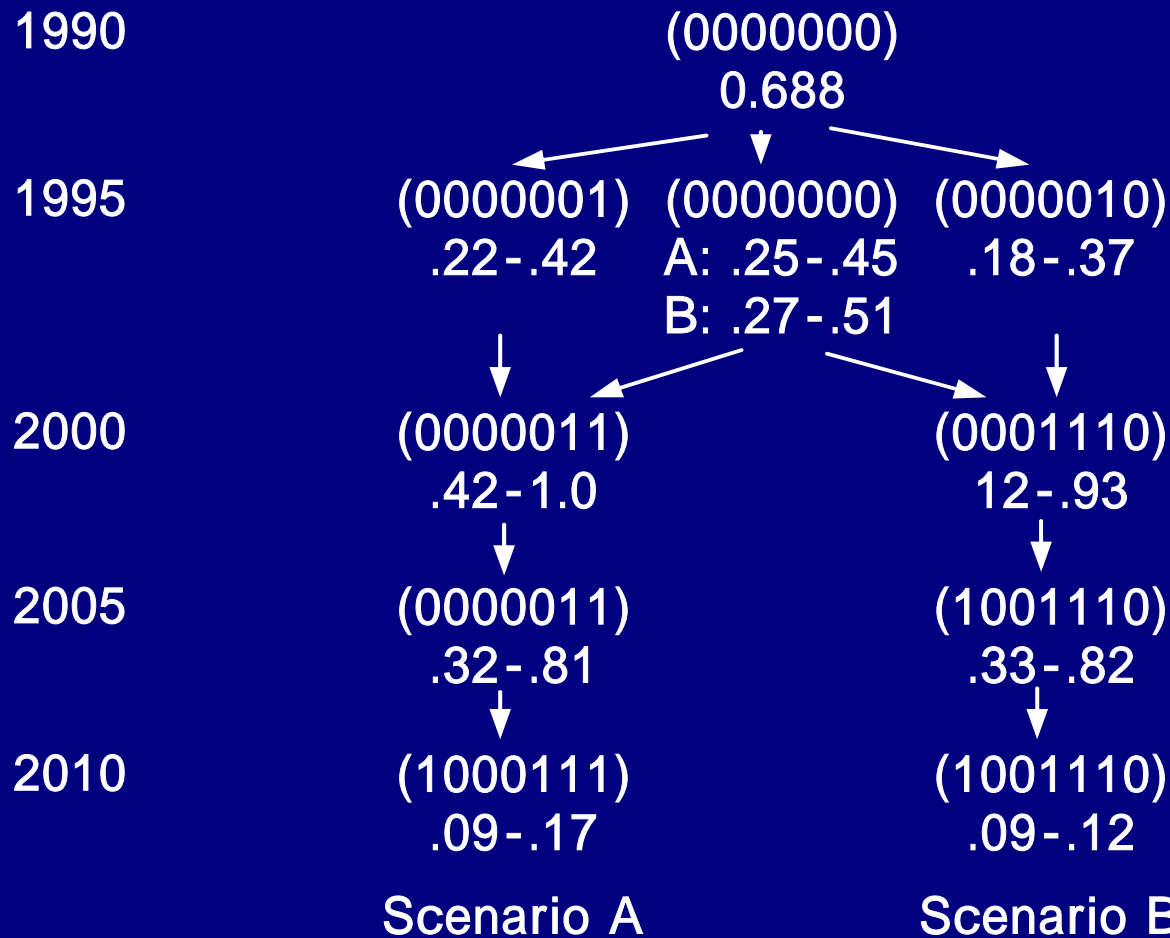 1990 (0000000)
0.688
1995 (0000001) (0000000) (0000010)
.22-.42 A: .25-.45 .18-.37
B: .27-.51
2000 (0000011) (0001110)
.42-1.0 12-.93
2005 (0000011) (1001110)
.32-.81 .33-.82
2010 (1000111) (1001110)
.09-.17 .09-.12
Scenario A Scenario B